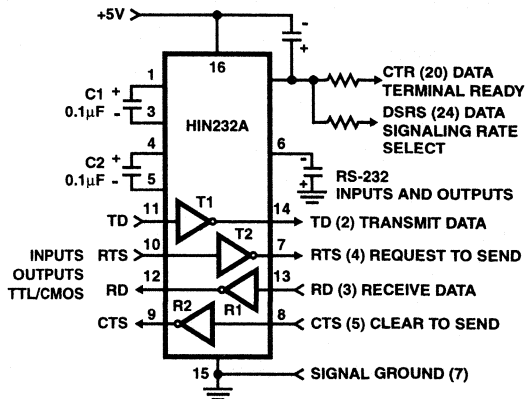 +5V
-
+
16
1
C1 +
0.1µF -
3
HIN232A
CTR (20) DATA
TERMINAL READY
DSRS (24) DATA
SIGNALING RATE
SELECT
4
C2 +
0.1µF -
5
6
-
+
RS-232
INPUTS AND OUTPUTS
TD 11 T1 14 TD (2) TRANSMIT DATA
T2
INPUTS
OUTPUTS
TTL/CMOS
RTS 10 7 RTS (4) REQUEST TO SEND
RD 12 R1 13 RD (3) RECEIVE DATA
CTS 9 R2 8 CTS (5) CLEAR TO SEND
15 SIGNAL GROUND (7)